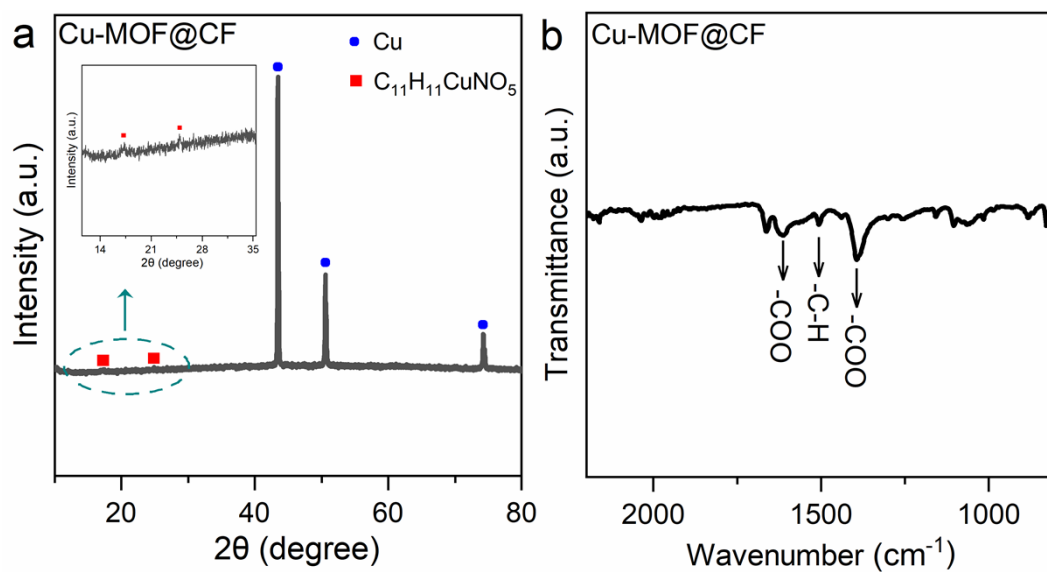 a
Cu-MOF@CF
Cu
C₁₁H₁₁CuNO₅
Intensity (a.u.)
14 21 28 35
2θ (degree)
Intensity (a.u.)
20 40 60 80
2θ (degree)
b
Cu-MOF@CF
Transmittance (a.u.)
-COO
-C-H
-COO
2000 1500 1000
Wavenumber (cm⁻¹)